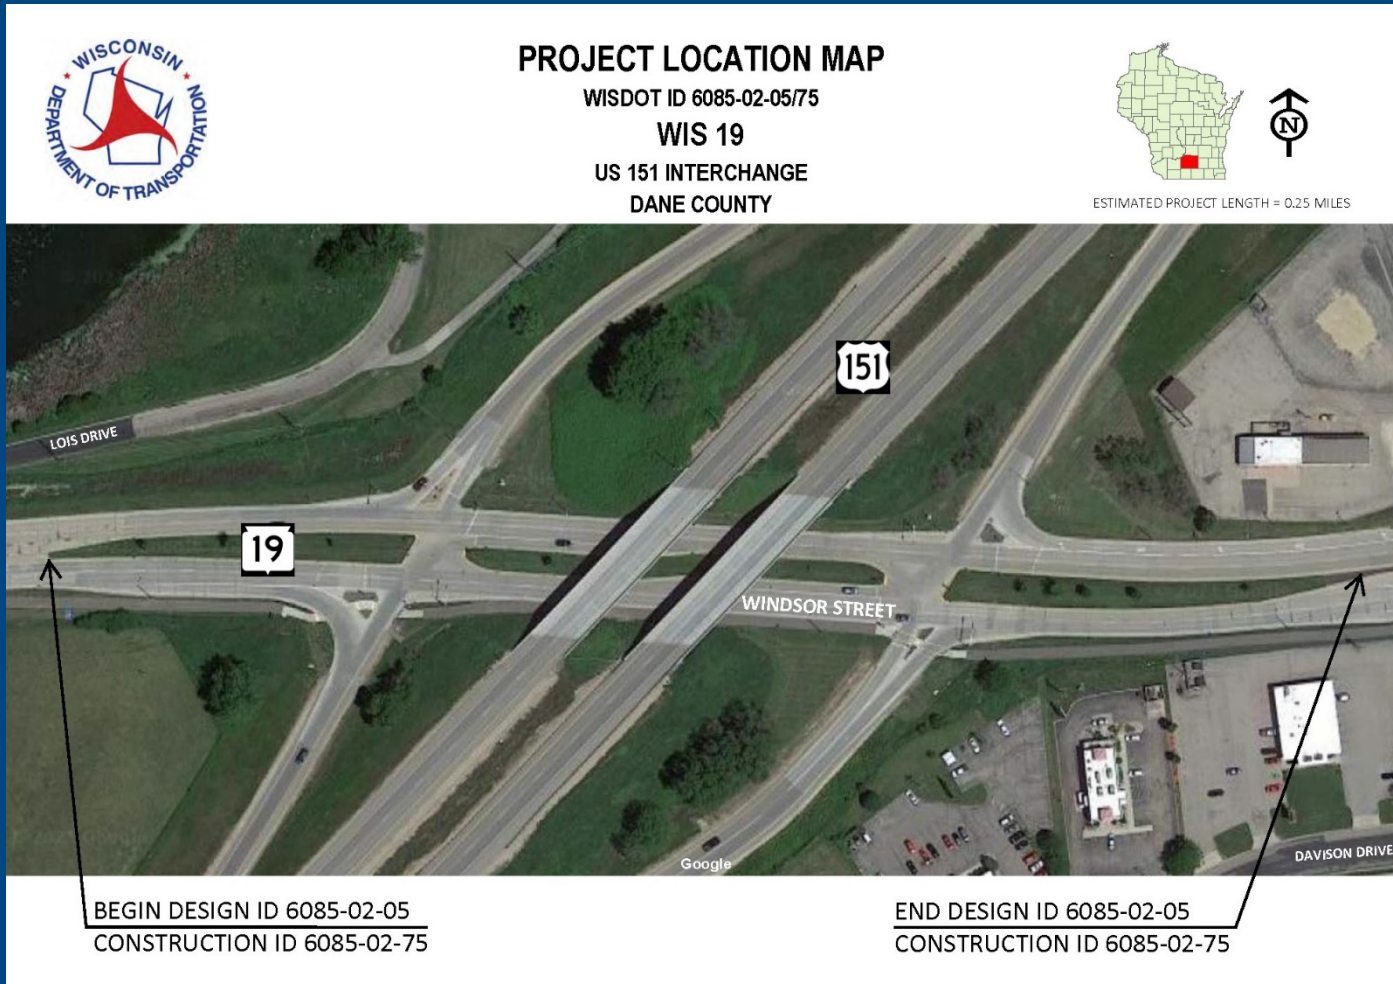 WISCONSIN
DEPARTMENT OF TRANSPORTATION
PROJECT LOCATION MAP
WISDOT ID 6085-02-05/75
WIS 19
US 151 INTERCHANGE
DANE COUNTY
N
ESTIMATED PROJECT LENGTH = 0.25 MILES
151
LOIS DRIVE
19
WINDSOR STREET
Google
DAVISON DRIVE
BEGIN DESIGN ID 6085-02-05
CONSTRUCTION ID 6085-02-75
END DESIGN ID 6085-02-05
CONSTRUCTION ID 6085-02-75